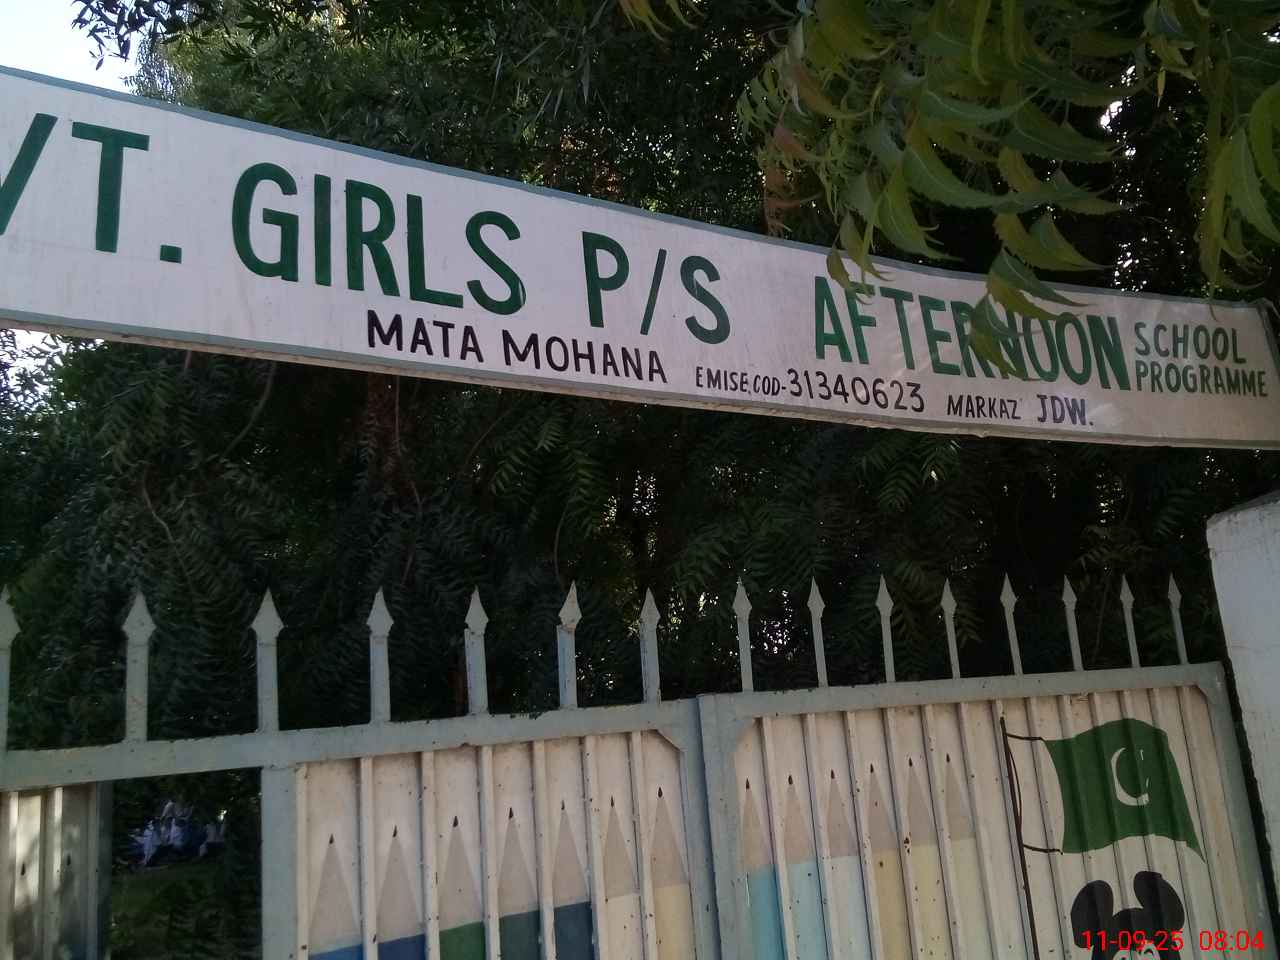 VT. GIRLS P/S AFTERNOON SCHOOL PROGRAMME
MATA MOHANA EMISE.COD-31340623 MARKAZ JDW.
11-09-25 08:04